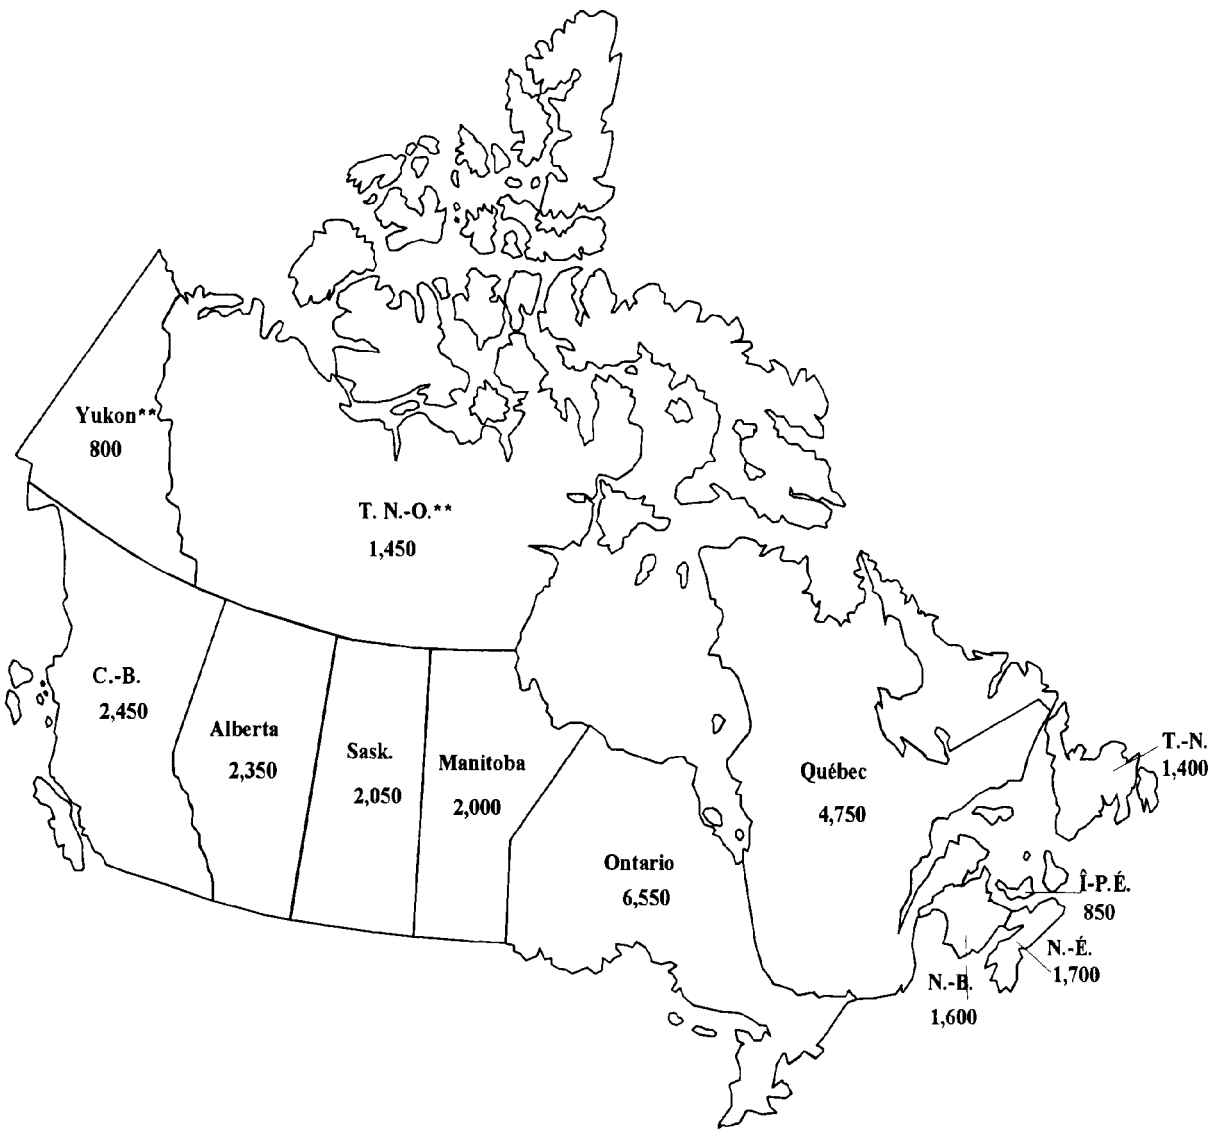 Yukon**
800
T. N.-O.**
1,450
C.-B.
2,450
Alberta
2,350
Sask.
2,050
Manitoba
2,000
Ontario
6,550
Québec
4,750
T.-N.
1,400
Î-P.É.
850
N.-É.
1,700
N.-B.
1,600